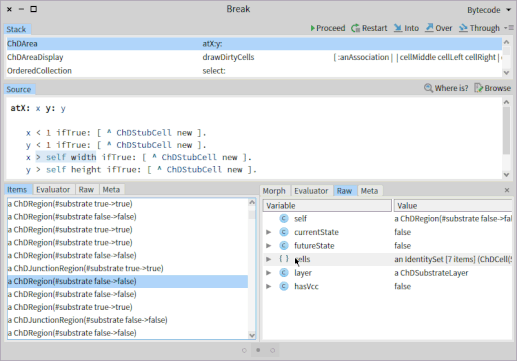 Break
Bytecode
Stack
Proceed Restart Into Over Through
ChDArea atX:y:
ChDAreaDisplay drawDirtyCells [ :anAssociation | |cellMiddle cellLeft cellRight |
OrderedCollection select:
Source
Where is? Browse
atX: x y: y
x < 1 ifTrue: [ ^ ChDStubCell new ].
y < 1 ifTrue: [ ^ ChDStubCell new ].
x > self width ifTrue: [ ^ ChDStubCell new ].
y > self height ifTrue: [ ^ ChDStubCell new ].
Items Evaluator Raw Meta
a ChDRegion(#substrate true->true)
a ChDRegion(#substrate false->false)
a ChDRegion(#substrate true->true)
a ChDRegion(#substrate true->true)
a ChDRegion(#substrate false->false)
a ChDJunctionRegion(#substrate true->true)
a ChDRegion(#substrate false->false)
a ChDRegion(#substrate false->false)
a ChDRegion(#substrate true->true)
a ChDJunctionRegion(#substrate false->false)
a ChDRegion(#substrate false->false)
Morph Evaluator Raw Meta
Variable Value
self a ChDRegion(#substrate false->fal
currentState false
futureState false
cells an IdentitySet [7 items] (ChDCell(
layer a ChDSubstrateLayer
hasVcc false